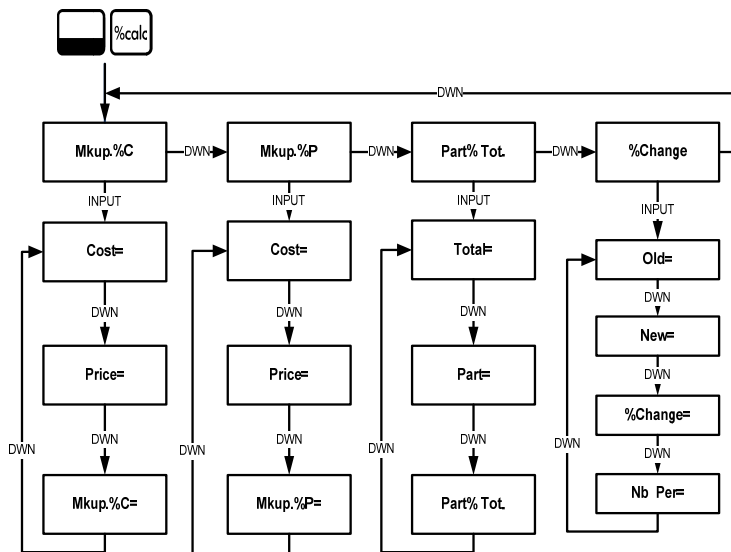 %calc
DWN
Mkup.%C
DWN
Mkup.%P
DWN
Part% Tot.
DWN
%Change
INPUT
INPUT
INPUT
INPUT
Cost=
Cost=
Total=
Old=
DWN
DWN
DWN
DWN
New=
Price=
Price=
Part=
DWN
%Change=
DWN
DWN
DWN
DWN
DWN
DWN
DWN
DWN
Mkup.%C=
Mkup.%P=
Part% Tot.
Nb Per=